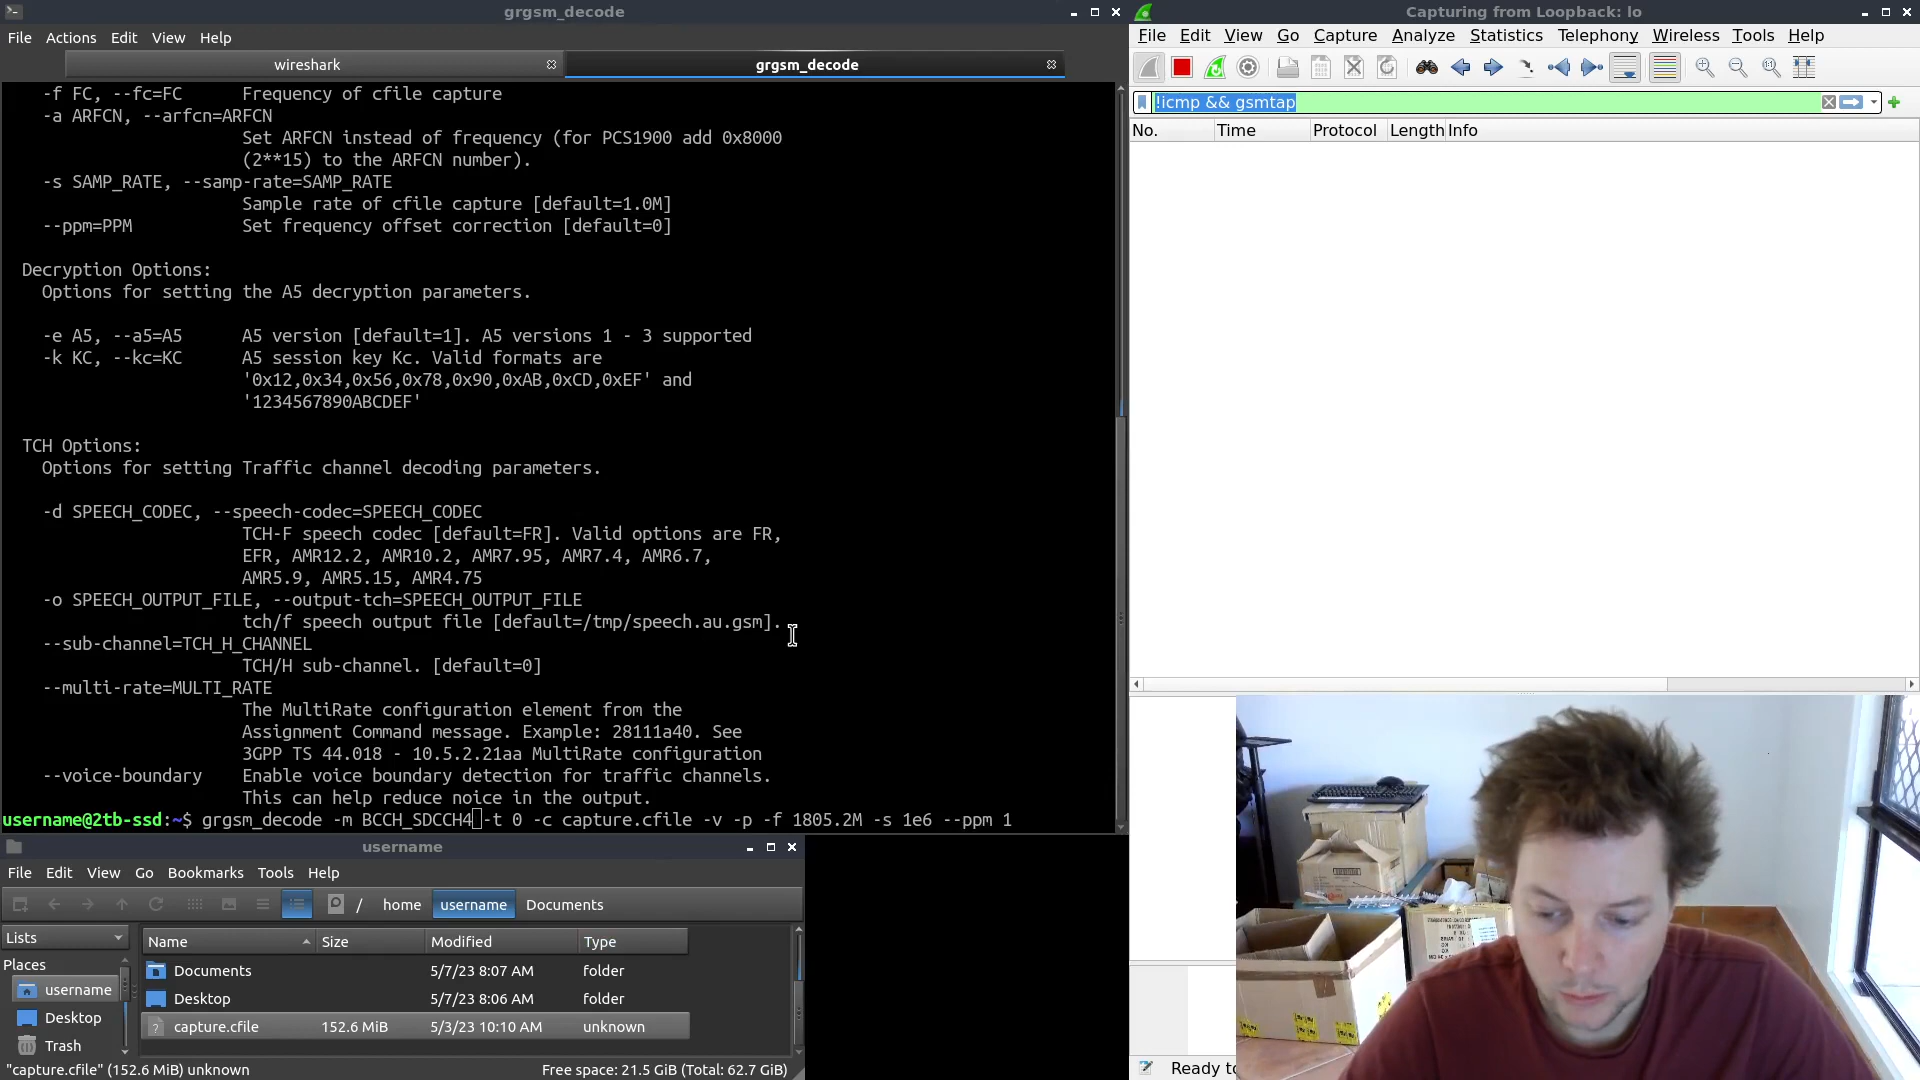 grgsm_decode
File Actions Edit View Help
wireshark
grgsm_decode
-f FC, --fc=FC Frequency of cfile capture
-a ARFCN, --arfcn=ARFCN
Set ARFCN instead of frequency (for PCS1900 add 0x8000
(2**15) to the ARFCN number).
-s SAMP_RATE, --samp-rate=SAMP_RATE
Sample rate of cfile capture [default=1.0M]
--ppm=PPM Set frequency offset correction [default=0]
Decryption Options:
Options for setting the A5 decryption parameters.
-e A5, --a5=A5 A5 version [default=1]. A5 versions 1 - 3 supported
-k KC, --kc=KC A5 session key Kc. Valid formats are
'0x12,0x34,0x56,0x78,0x90,0xAB,0xCD,0xEF' and
'1234567890ABCDEF'
TCH Options:
Options for setting Traffic channel decoding parameters.
-d SPEECH_CODEC, --speech-codec=SPEECH_CODEC
TCH-F speech codec [default=FR]. Valid options are FR,
EFR, AMR12.2, AMR10.2, AMR7.95, AMR7.4, AMR6.7,
AMR5.9, AMR5.15, AMR4.75
-o SPEECH_OUTPUT_FILE, --output-tch=SPEECH_OUTPUT_FILE
tch/f speech output file [default=/tmp/speech.au.gsm].
--sub-channel=TCH_H_CHANNEL
TCH/H sub-channel. [default=0]
--multi-rate=MULTI_RATE
The MultiRate configuration element from the
Assignment Command message. Example: 28111a40. See
3GPP TS 44.018 - 10.5.2.21aa MultiRate configuration
--voice-boundary Enable voice boundary detection for traffic channels.
This can help reduce noice in the output.
username@2tb-ssd:~$ grgsm_decode -m BCCH_SDCCH4 -t 0 -c capture.cfile -v -p -f 1805.2M -s 1e6 --ppm 1
username
File Edit View Go Bookmarks Tools Help
/ home username Documents
Lists
Name Size Modified Type
Places
username
Desktop
Trash
Documents 5/7/23 8:07 AM folder
Desktop 5/7/23 8:06 AM folder
capture.cfile 152.6 MiB 5/3/23 10:10 AM unknown
"capture.cfile" (152.6 MiB) unknown
Free space: 21.5 GiB (Total: 62.7 GiB)
Capturing from Loopback: lo
File Edit View Go Capture Analyze Statistics Telephony Wireless Tools Help
!icmp && gsmtap
No. Time Protocol Length Info
Ready